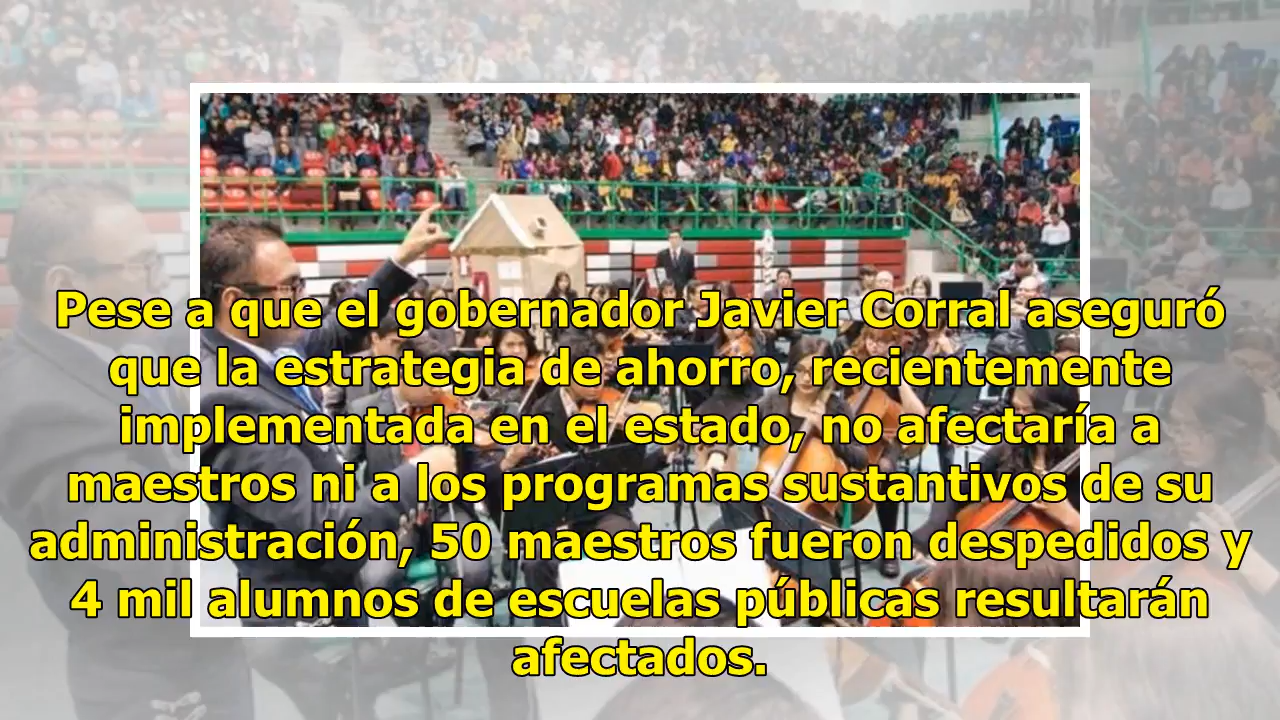 Pese a que el gobernador Javier Corral aseguró
que la estrategia de ahorro, recientemente
implementada en el estado, no afectaría a
maestros ni a los programas sustantivos de su
administración, 50 maestros fueron despedidos y
4 mil alumnos de escuelas públicas resultarán
afectados.